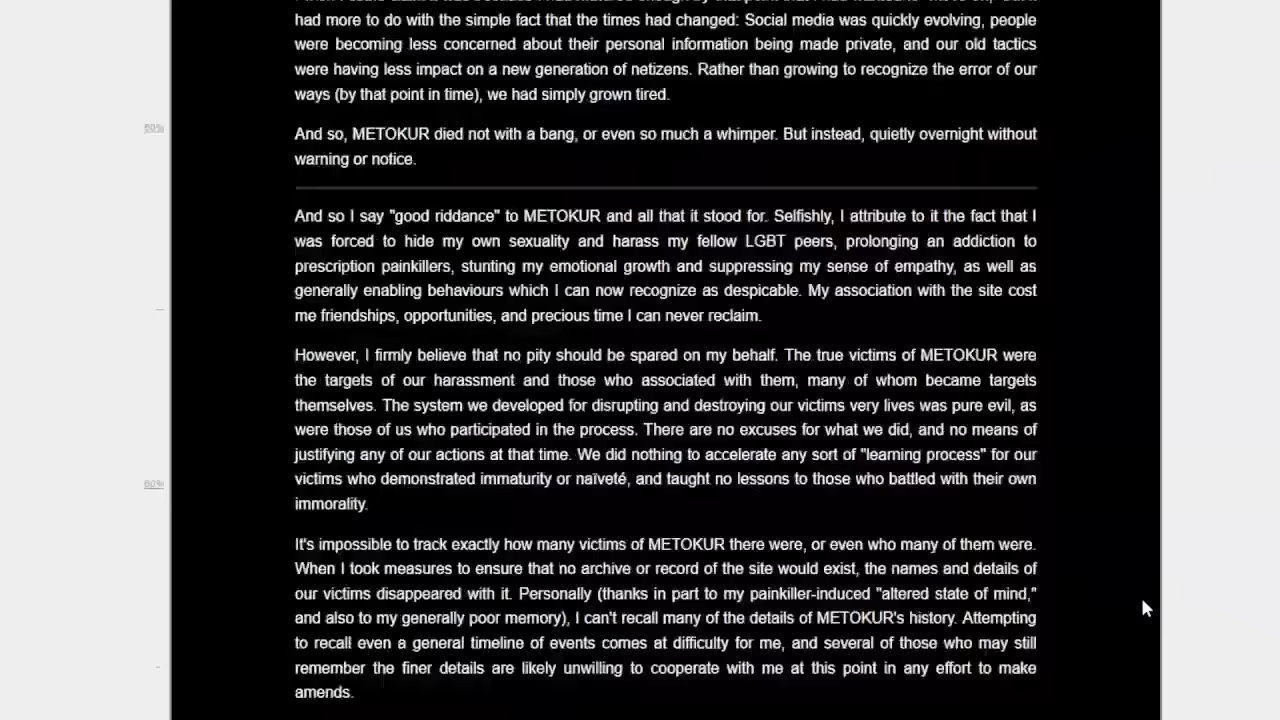 had more to do with the simple fact that the times had changed: Social media was quickly evolving, people
were becoming less concerned about their personal information being made private, and our old tactics
were having less impact on a new generation of netizens. Rather than growing to recognize the error of our
ways (by that point in time), we had simply grown tired.
50%
And so, METOKUR died not with a bang, or even so much a whimper. But instead, quietly overnight without
warning or notice.
And so I say "good riddance" to METOKUR and all that it stood for. Selfishly, I attribute to it the fact that I
was forced to hide my own sexuality and harass my fellow LGBT peers, prolonging an addiction to
prescription painkillers, stunting my emotional growth and suppressing my sense of empathy, as well as
generally enabling behaviours which I can now recognize as despicable. My association with the site cost
me friendships, opportunities, and precious time I can never reclaim.
However, I firmly believe that no pity should be spared on my behalf. The true victims of METOKUR were
the targets of our harassment and those who associated with them, many of whom became targets
themselves. The system we developed for disrupting and destroying our victims very lives was pure evil, as
were those of us who participated in the process. There are no excuses for what we did, and no means of
justifying any of our actions at that time. We did nothing to accelerate any sort of "learning process" for our
60%
victims who demonstrated immaturity or naïveté, and taught no lessons to those who battled with their own
immorality.
It's impossible to track exactly how many victims of METOKUR there were, or even who many of them were.
When I took measures to ensure that no archive or record of the site would exist, the names and details of
our victims disappeared with it. Personally (thanks in part to my painkiller-induced "altered state of mind,"
and also to my generally poor memory), I can't recall many of the details of METOKUR's history. Attempting
to recall even a general timeline of events comes at difficulty for me, and several of those who may still
remember the finer details are likely unwilling to cooperate with me at this point in any effort to make
amends.